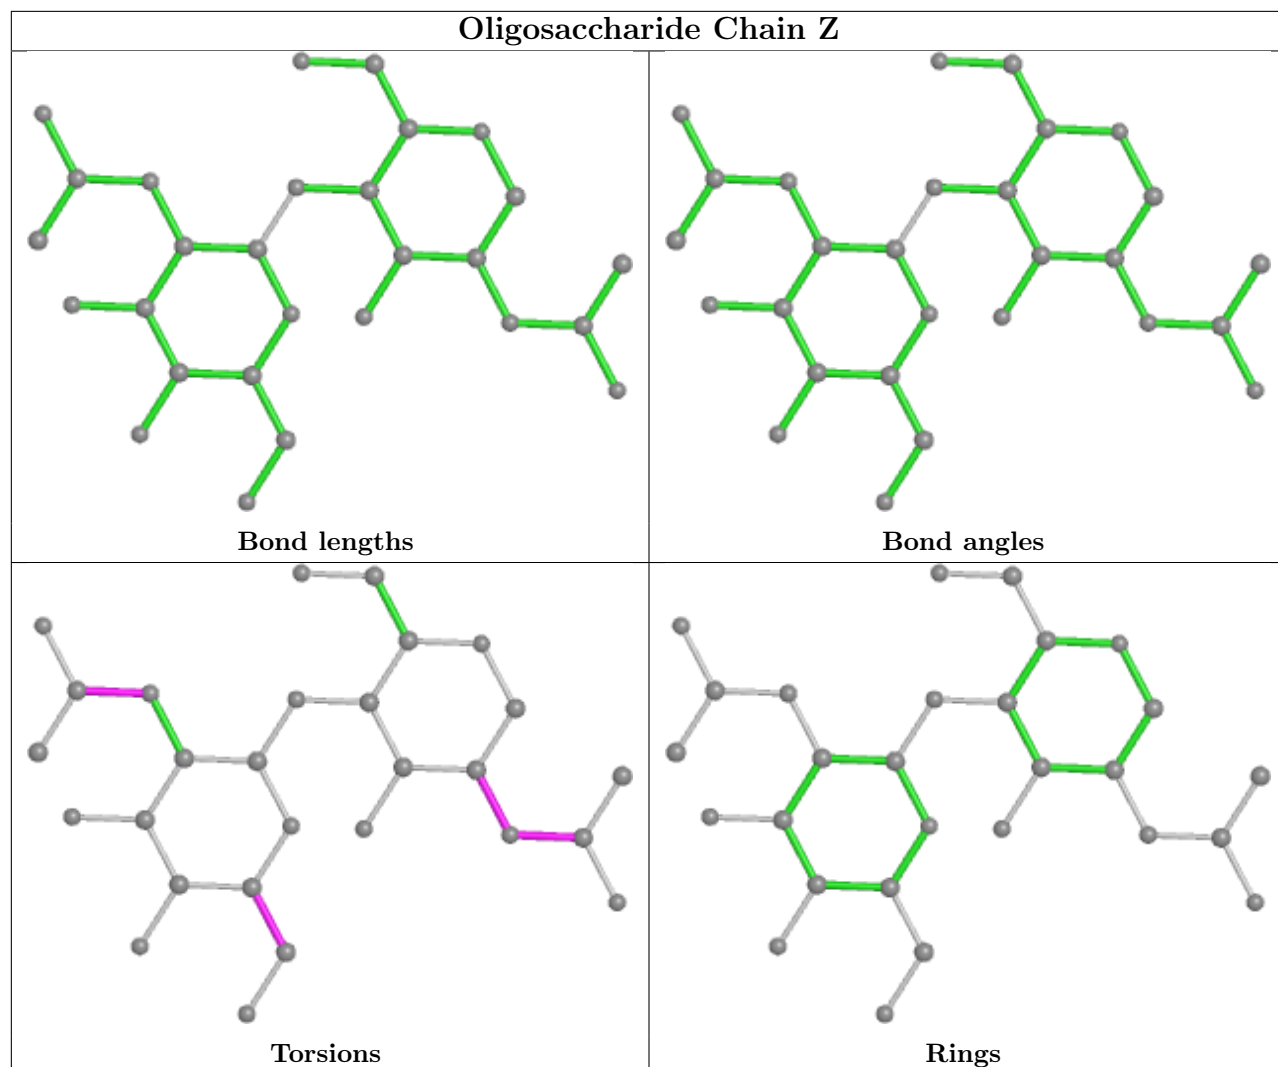 Oligosaccharide Chain Z
Bond lengths
Bond angles
Torsions
Rings